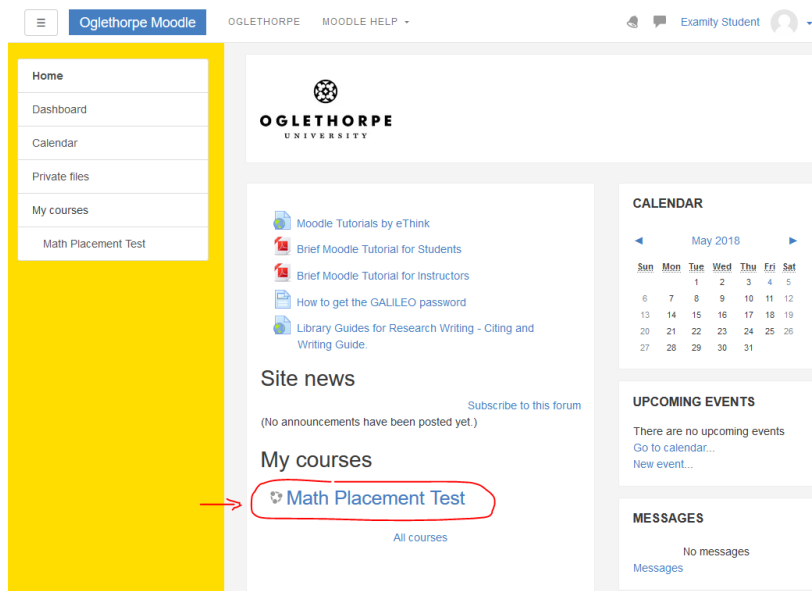 Oglethorpe Moodle
OGLETHORPE
MOODLE HELP
Examity Student
Home
Dashboard
Calendar
Private files
My courses
Math Placement Test
OGLETHORPE
UNIVERSITY
Moodle Tutorials by eThink
Brief Moodle Tutorial for Students
Brief Moodle Tutorial for Instructors
How to get the GALILEO password
Library Guides for Research Writing - Citing and
Writing Guide.
Site news
Subscribe to this forum
(No announcements have been posted yet.)
My courses
Math Placement Test
All courses
CALENDAR
May 2018
Sun Mon Tue Wed Thu Fri Sat
1 2 3 4 5
6 7 8 9 10 11 12
13 14 15 16 17 18 19
20 21 22 23 24 25 26
27 28 29 30 31
UPCOMING EVENTS
There are no upcoming events
Go to calendar...
New event...
MESSAGES
No messages
Messages